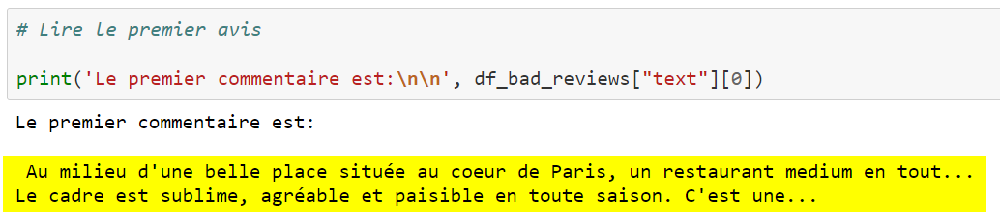 # Lire le premier avis
print('Le premier commentaire est:\n\n', df_bad_reviews["text"][0])
Le premier commentaire est:
Au milieu d'une belle place située au coeur de Paris, un restaurant medium en tout...
Le cadre est sublime, agréable et paisible en toute saison. C'est une...